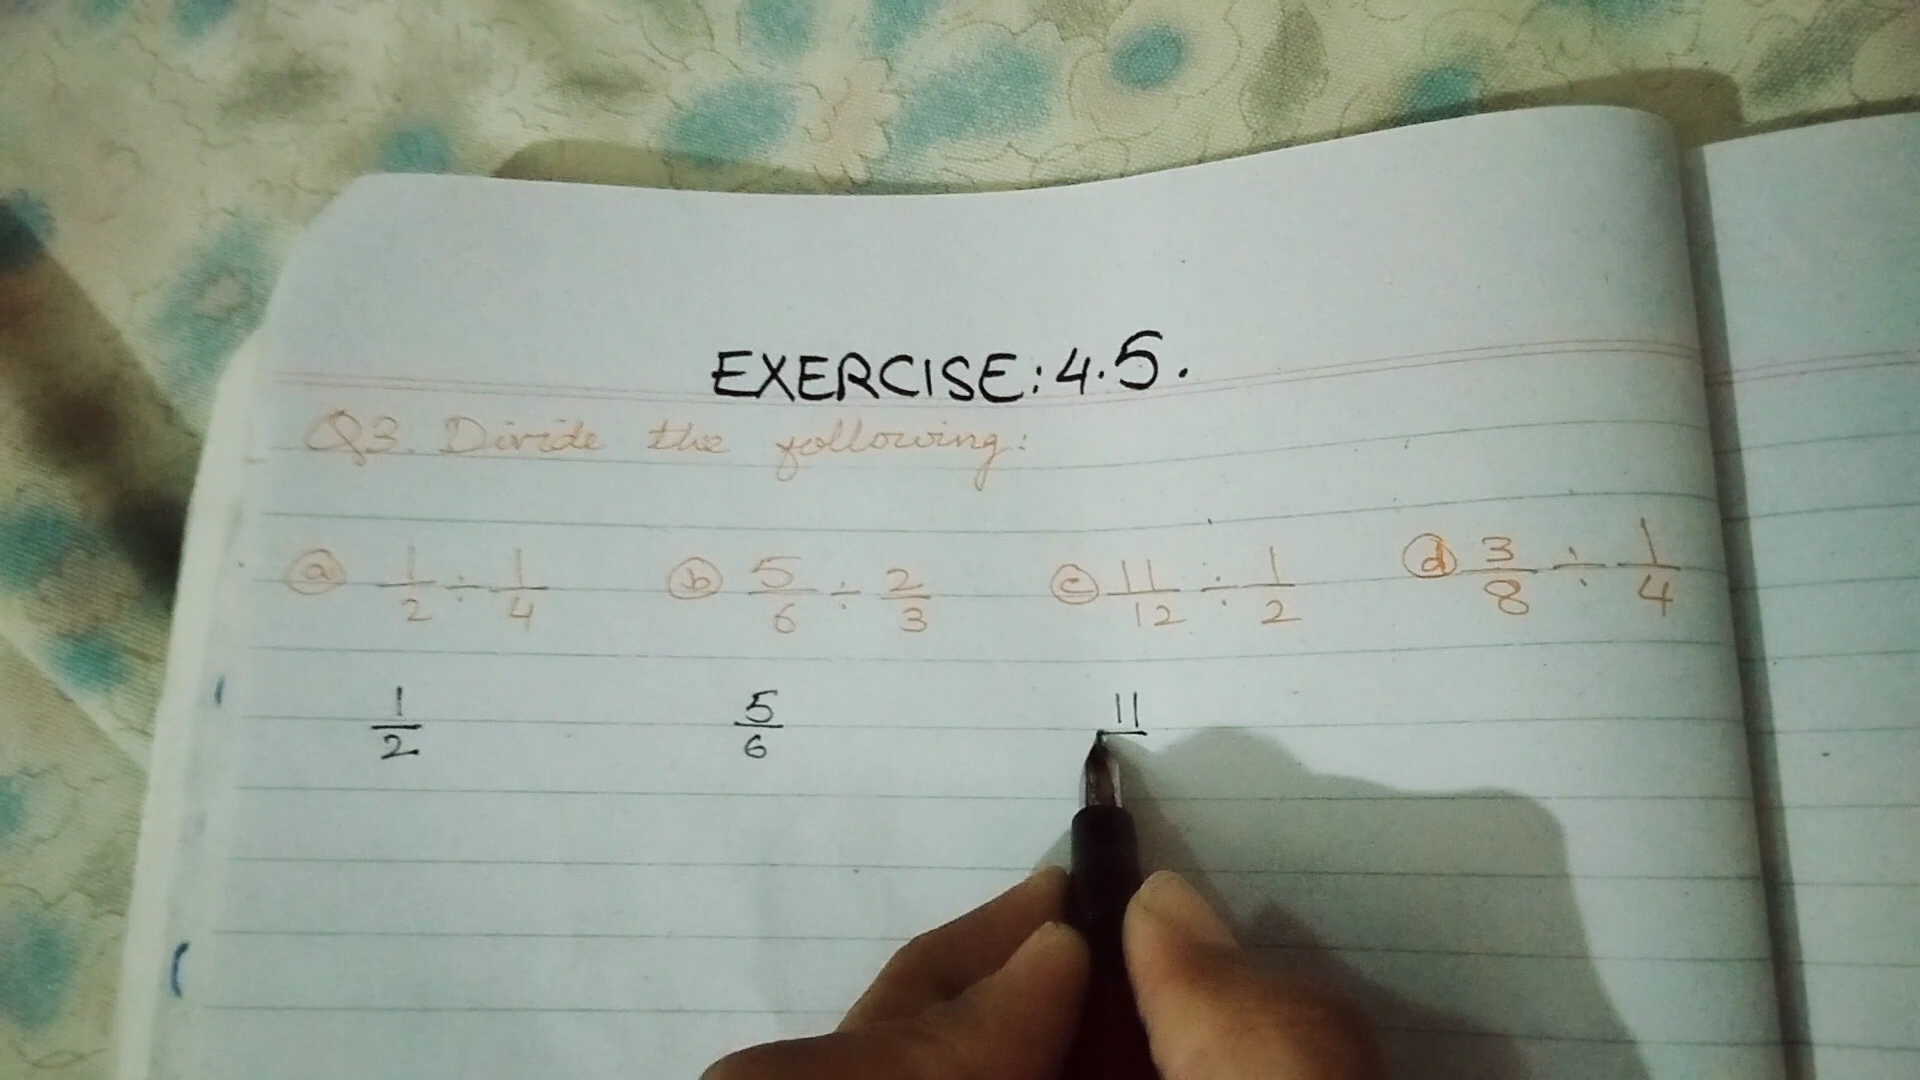 EXERCISE: 4.5.
Q3. Divide the following:
ⓐ 1/2 ÷ 1/4 ⓑ 5/6 ÷ 2/3 ⓒ 11/12 ÷ 1/2 ⓓ 3/8 ÷ 1/4
1/2 5/6 11/